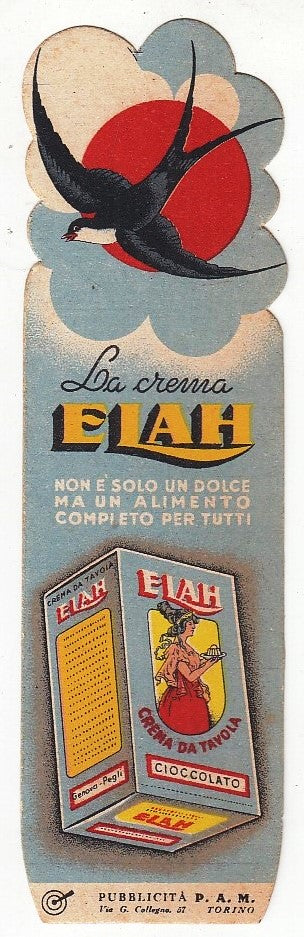 La crema
ELAH
NON È SOLO UN DOLCE
MA UN ALIMENTO
COMPLETO PER TUTTI
CREMA DA TAVOLA
ELAH
Genova-Pegli
ELAH
CREMA DA TAVOLA
CIOCCOLATO
ELAH
PUBBLICITÀ P. A. M.
Via G. Collegno, 57 TORINO